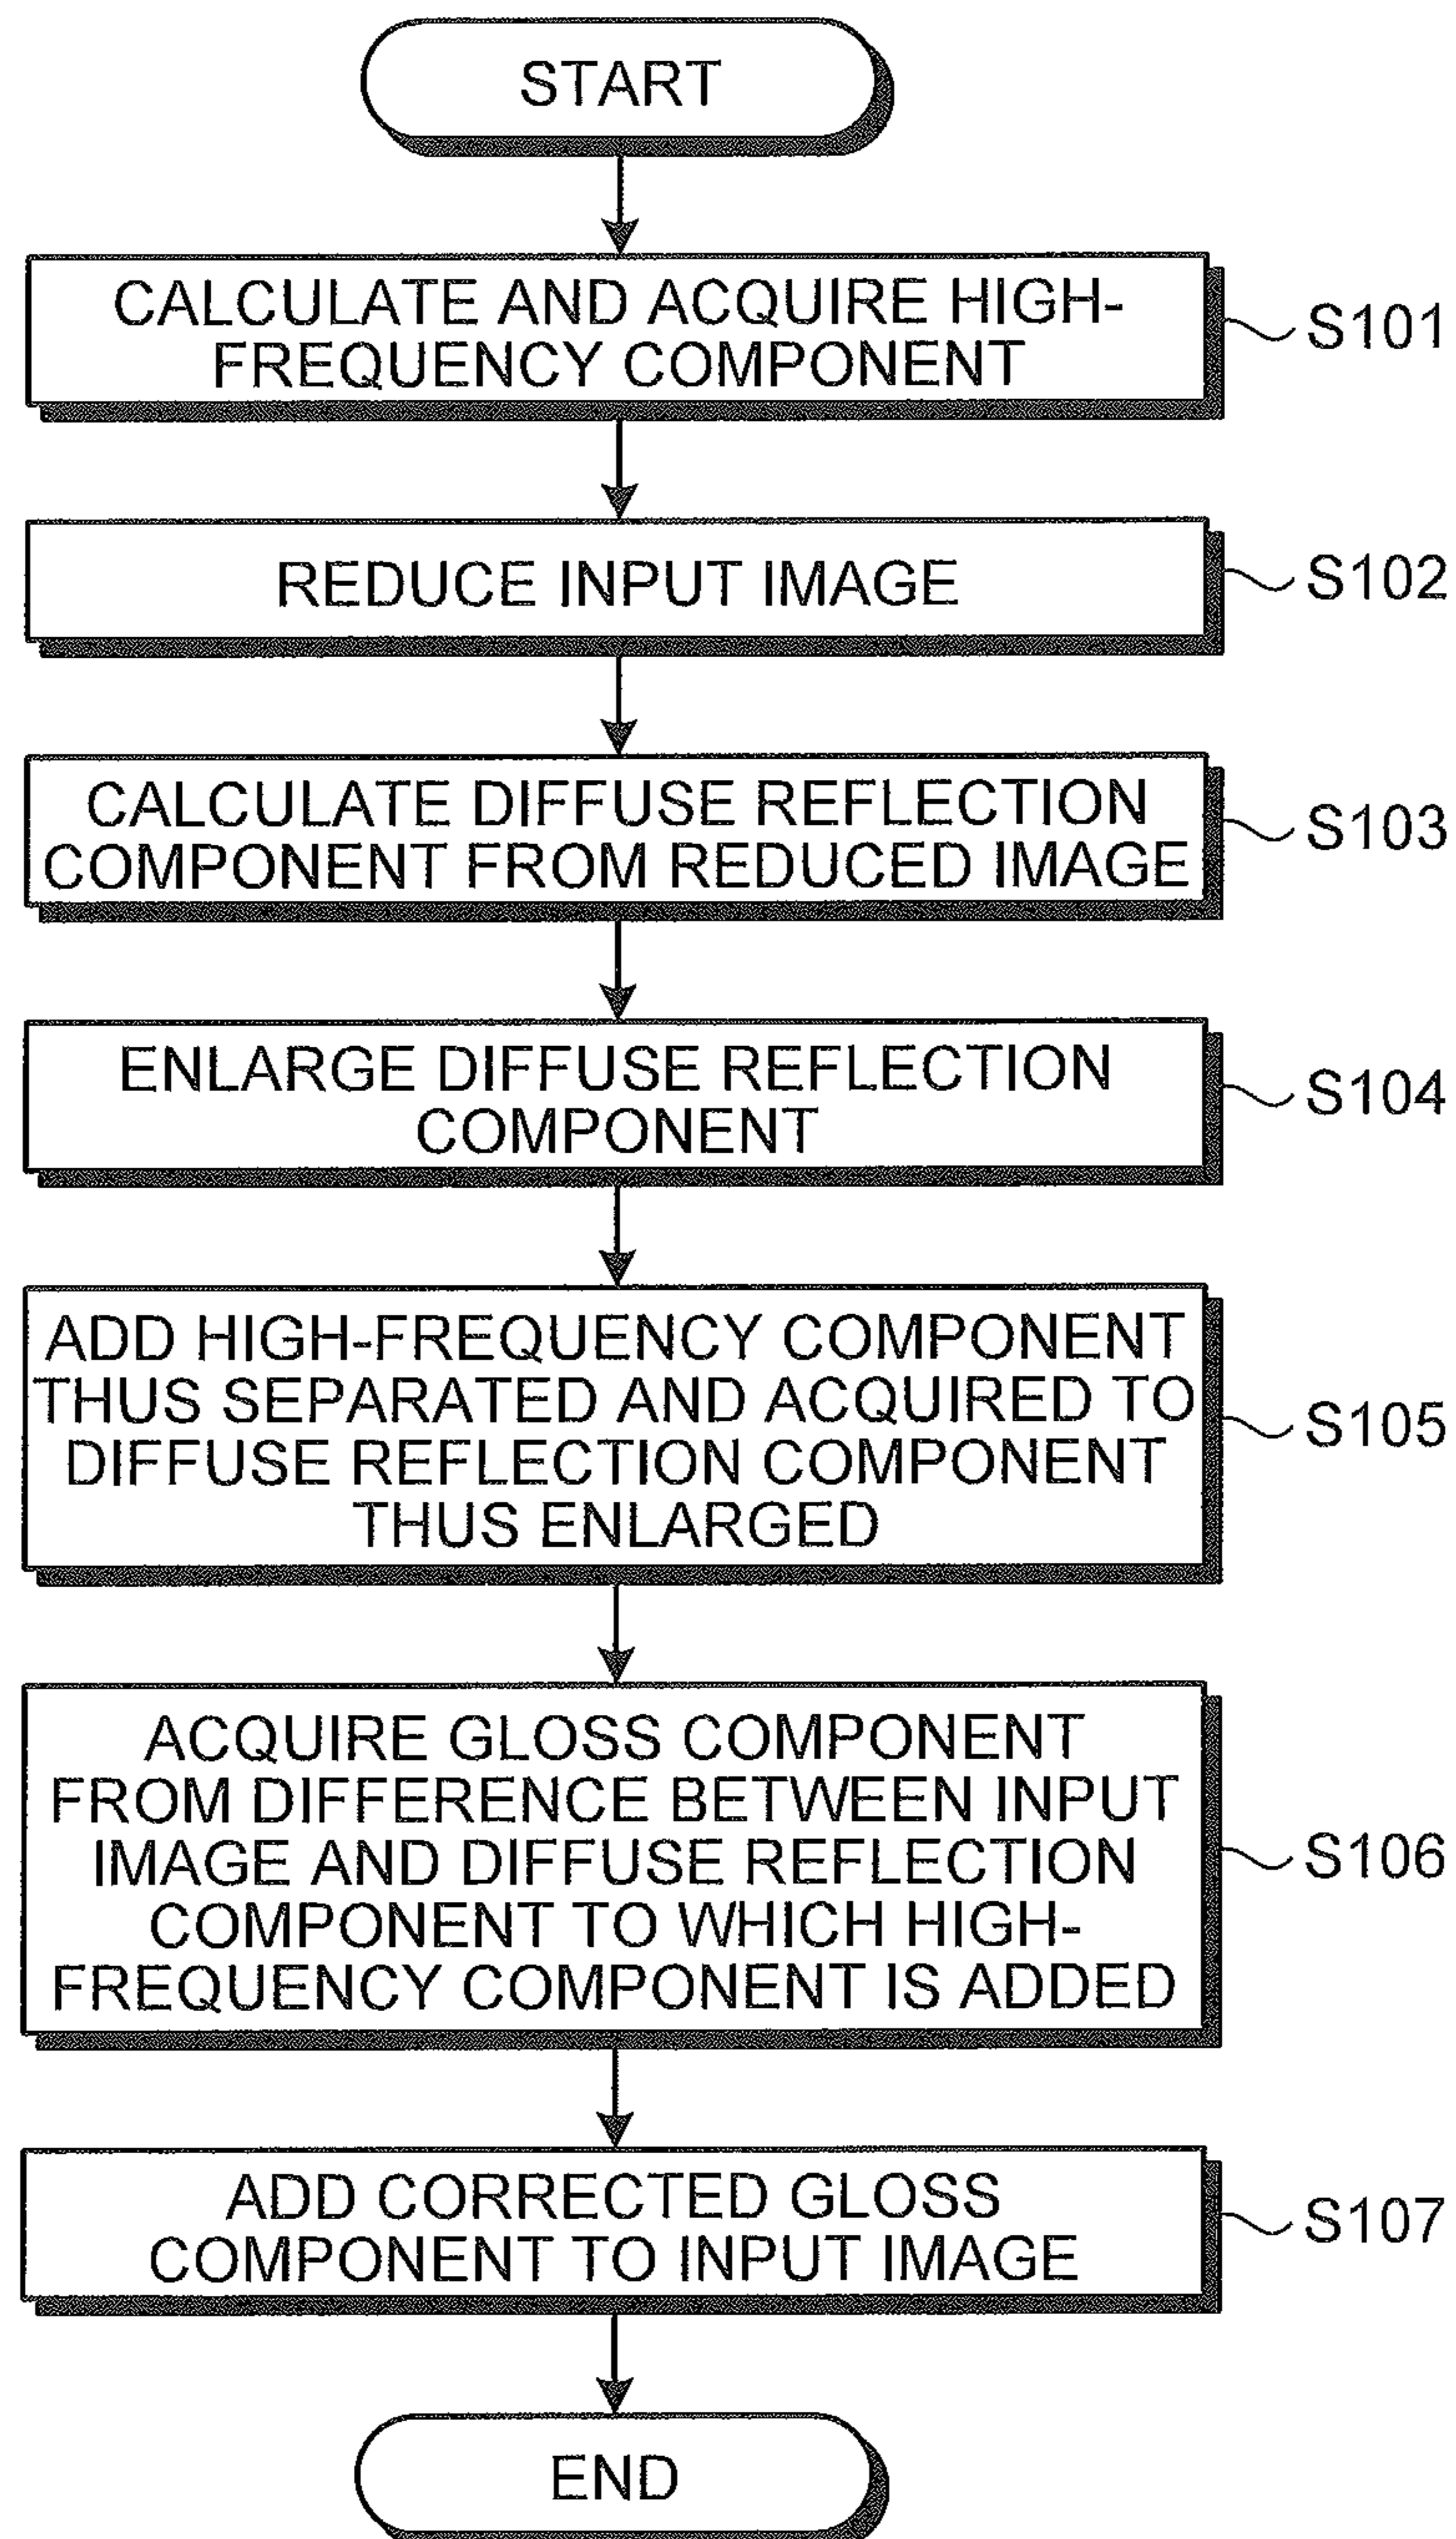 START
CALCULATE AND ACQUIRE HIGH-
FREQUENCY COMPONENT
S101
REDUCE INPUT IMAGE
S102
CALCULATE DIFFUSE REFLECTION
COMPONENT FROM REDUCED IMAGE
S103
ENLARGE DIFFUSE REFLECTION
COMPONENT
S104
ADD HIGH-FREQUENCY COMPONENT
THUS SEPARATED AND ACQUIRED TO
DIFFUSE REFLECTION COMPONENT
THUS ENLARGED
S105
ACQUIRE GLOSS COMPONENT
FROM DIFFERENCE BETWEEN INPUT
IMAGE AND DIFFUSE REFLECTION
COMPONENT TO WHICH HIGH-
FREQUENCY COMPONENT IS ADDED
S106
ADD CORRECTED GLOSS
COMPONENT TO INPUT IMAGE
S107
END